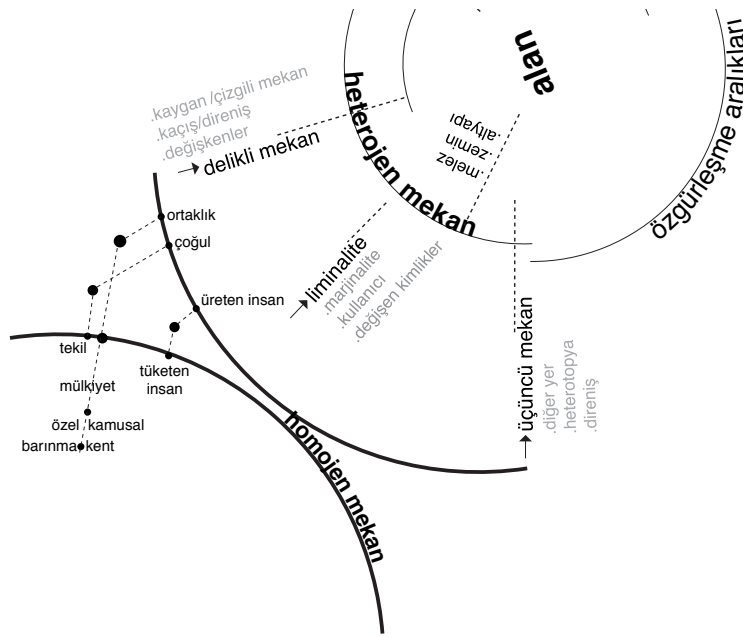 alan
özgürleşme aralıkları
heterojen mekan
.melez
zemin
.altyapı
.kaygan /çizgili mekan
.kaçış/direniş
.değişkenler
delikli mekan
ortaklık
çoğul
liminalite
.marjinalite
.kullanıcı
.değişen kimlikler
üreten insan
üçüncü mekan
.diğer yer
.heterotopya
.direniş
tekil
tüketen
insan
mülkiyet
özel kamusal
barınma kent
homojen mekan